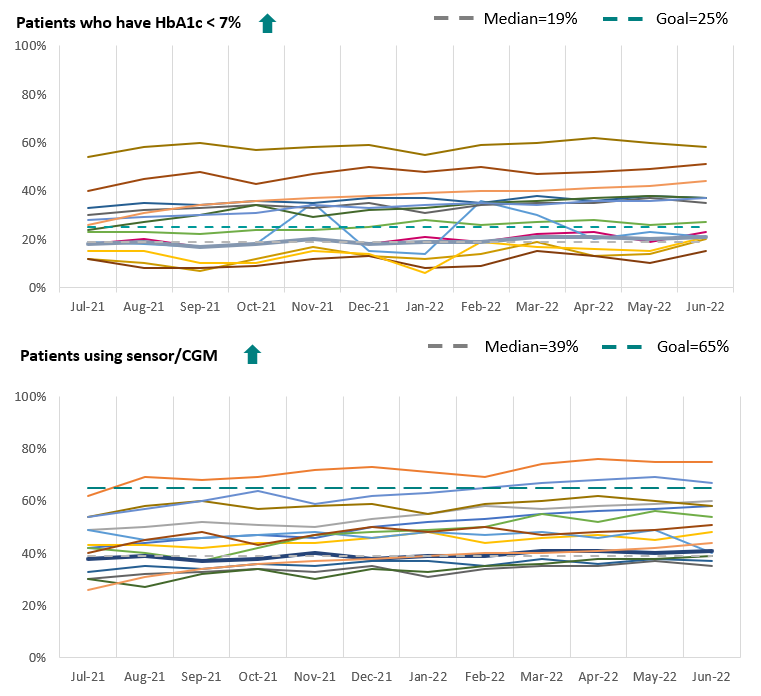 Patients who have HbA1c < 7%
Median=19% Goal=25%
100%
80%
60%
40%
20%
0%
Jul-21 Aug-21 Sep-21 Oct-21 Nov-21 Dec-21 Jan-22 Feb-22 Mar-22 Apr-22 May-22 Jun-22
Patients using sensor/CGM
Median=39% Goal=65%
100%
80%
60%
40%
20%
0%
Jul-21 Aug-21 Sep-21 Oct-21 Nov-21 Dec-21 Jan-22 Feb-22 Mar-22 Apr-22 May-22 Jun-22